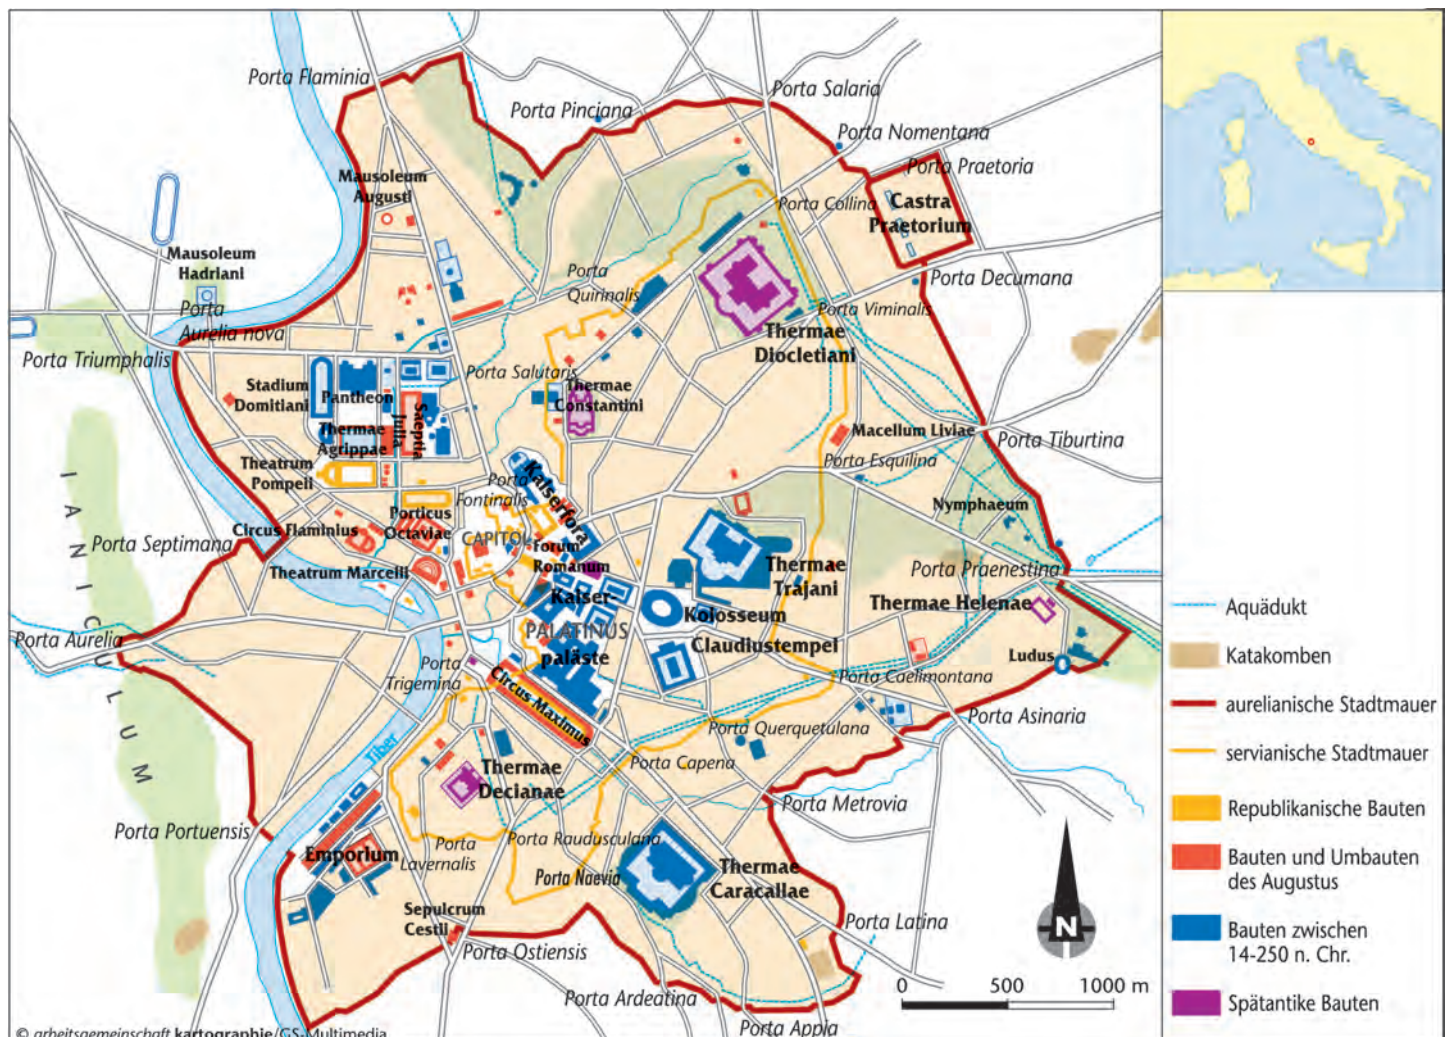 Porta Flaminia
Porta Pinciana
Porta Salaria
Porta Nomentana
Porta Praetoria
Mausoleum
Augusti
Porta Collina
Castra
Praetorium
Mausoleum
Hadriani
Porta
Quirinalis
Porta Decumana
Porta
Aurelia nova
Porta Viminalis
Porta Triumphalis
Thermae
Diocletiani
Stadium
Domitiani
Pantheon
Porta Salutaris
Thermae
Constantini
Saeptia
Julia
Thermae
Agrippae
Macellum Liviae
Porta Tiburtina
Theatrum
Pompeii
Porta Esquilina
Porta
Fontinalis
Kaiserfora
Nymphaeum
Circus Flaminius
Porticus
Octaviae
CAPITOL
Forum
Romanum
Porta Septimana
Theatrum Marcelli
Thermae
Trajani
Porta Praenestina
IANICULUM
Kaiser-
paläste
PALATINUS
Kolosseum
Thermae Helenae
Claudiustempel
Porta Aurelia
Ludus
Porta
Trigemina
Circus Maximus
Porta Caelimontana
Porta Asinaria
Porta Querquetulana
Tiber
Porta Capena
Thermae
Decianae
Porta Metrovia
Porta Portuensis
Emporium
Porta
Lavernalis
Porta Raudusculana
Porta Naevia
Thermae
Caracallae
Sepulcrum
Cestii
Porta Latina
Porta Ostiensis
Porta Ardeatina
Porta Appia
N
0 500 1000 m
© arbeitsgemeinschaft kartographie/GS-Multimedia
Aquädukt
Katakomben
aurelianische Stadtmauer
servianische Stadtmauer
Republikanische Bauten
Bauten und Umbauten
des Augustus
Bauten zwischen
14-250 n. Chr.
Spätantike Bauten